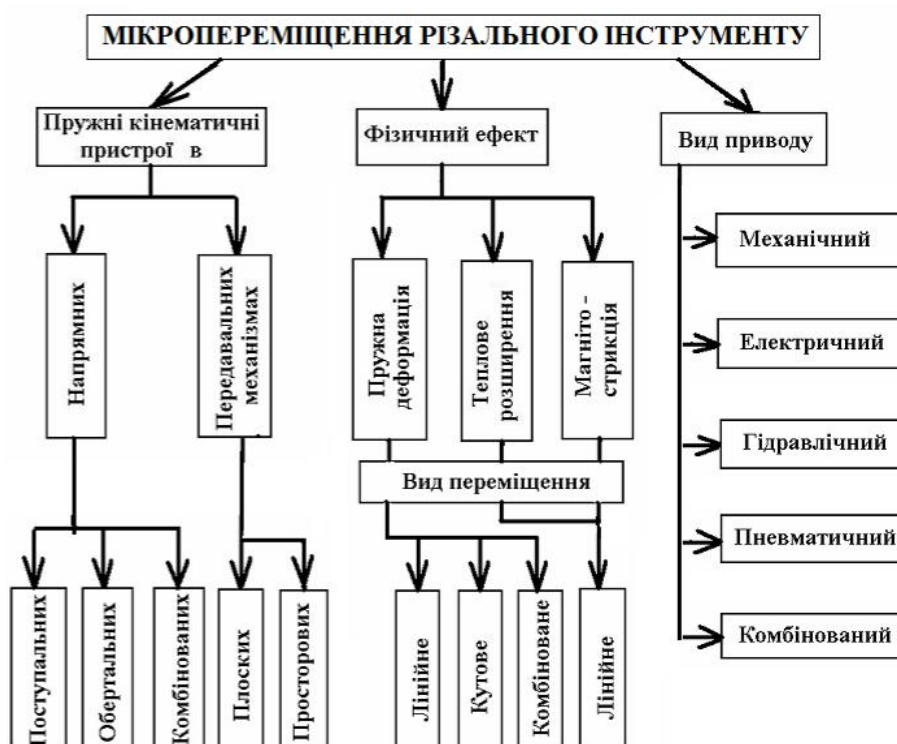 МІКРОПЕРЕМІЩЕННЯ РІЗАЛЬНОГО ІНСТРУМЕНТУ
Пружні кінематичні
пристрої в
Фізичний ефект
Вид приводу
Напрямних
Передавальних
механізмах
Пружна
деформація
Теплове
розширення
Магніто -
стрикція
Механічний
Електричний
Гідравлічний
Пневматичний
Комбінований
Вид переміщення
Поступальних
Обертальних
Комбінованих
Плоских
Просторових
Лінійне
Кутове
Комбіноване
Лінійне